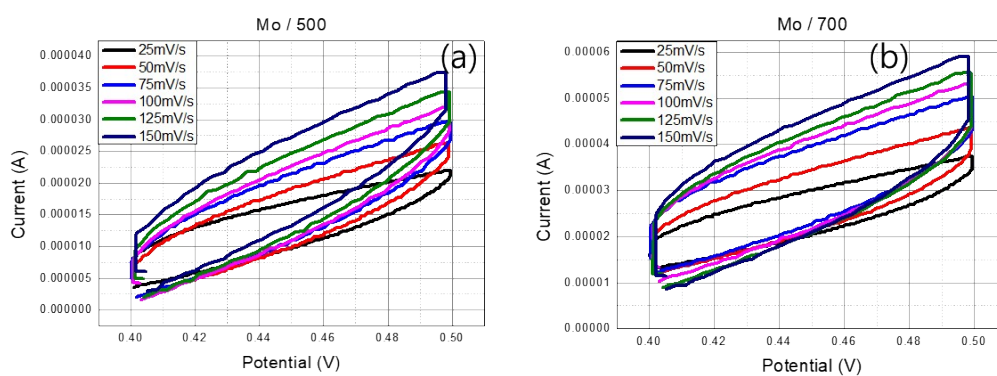 Mo / 500
(a)
25mV/s
50mV/s
75mV/s
100mV/s
125mV/s
150mV/s
0.000040
0.000035
0.000030
0.000025
0.000020
0.000015
0.000010
0.000005
0.000000
Current (A)
0.40 0.42 0.44 0.46 0.48 0.50
Potential (V)
Mo / 700
(b)
25mV/s
50mV/s
75mV/s
100mV/s
125mV/s
150mV/s
0.00006
0.00005
0.00004
0.00003
0.00002
0.00001
0.00000
Current (A)
0.40 0.42 0.44 0.46 0.48 0.50
Potential (V)